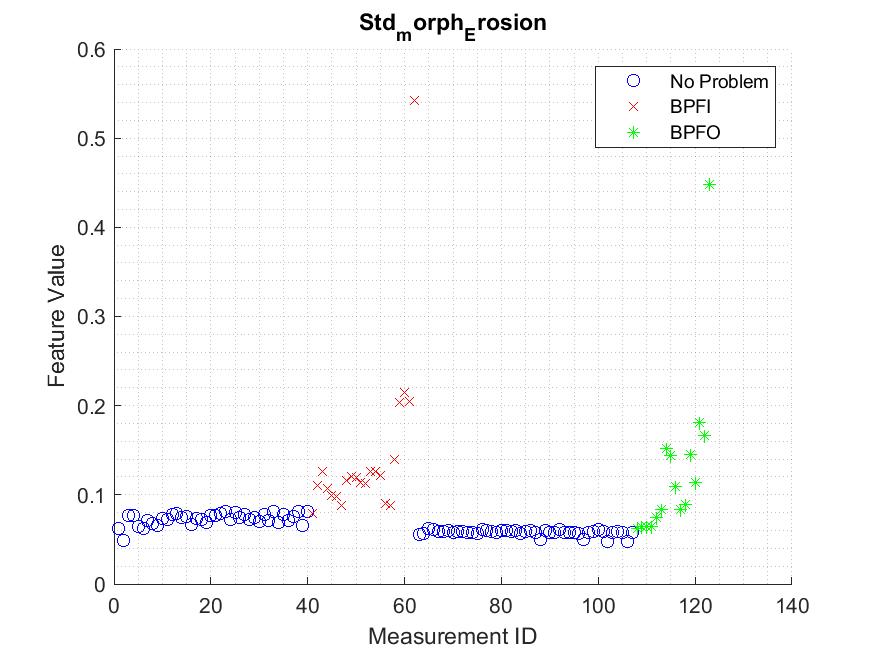 Std_morph_Erosion
No Problem
BPFI
BPFO
0.6
0.5
0.4
0.3
0.2
0.1
0
Feature Value
0 20 40 60 80 100 120 140
Measurement ID